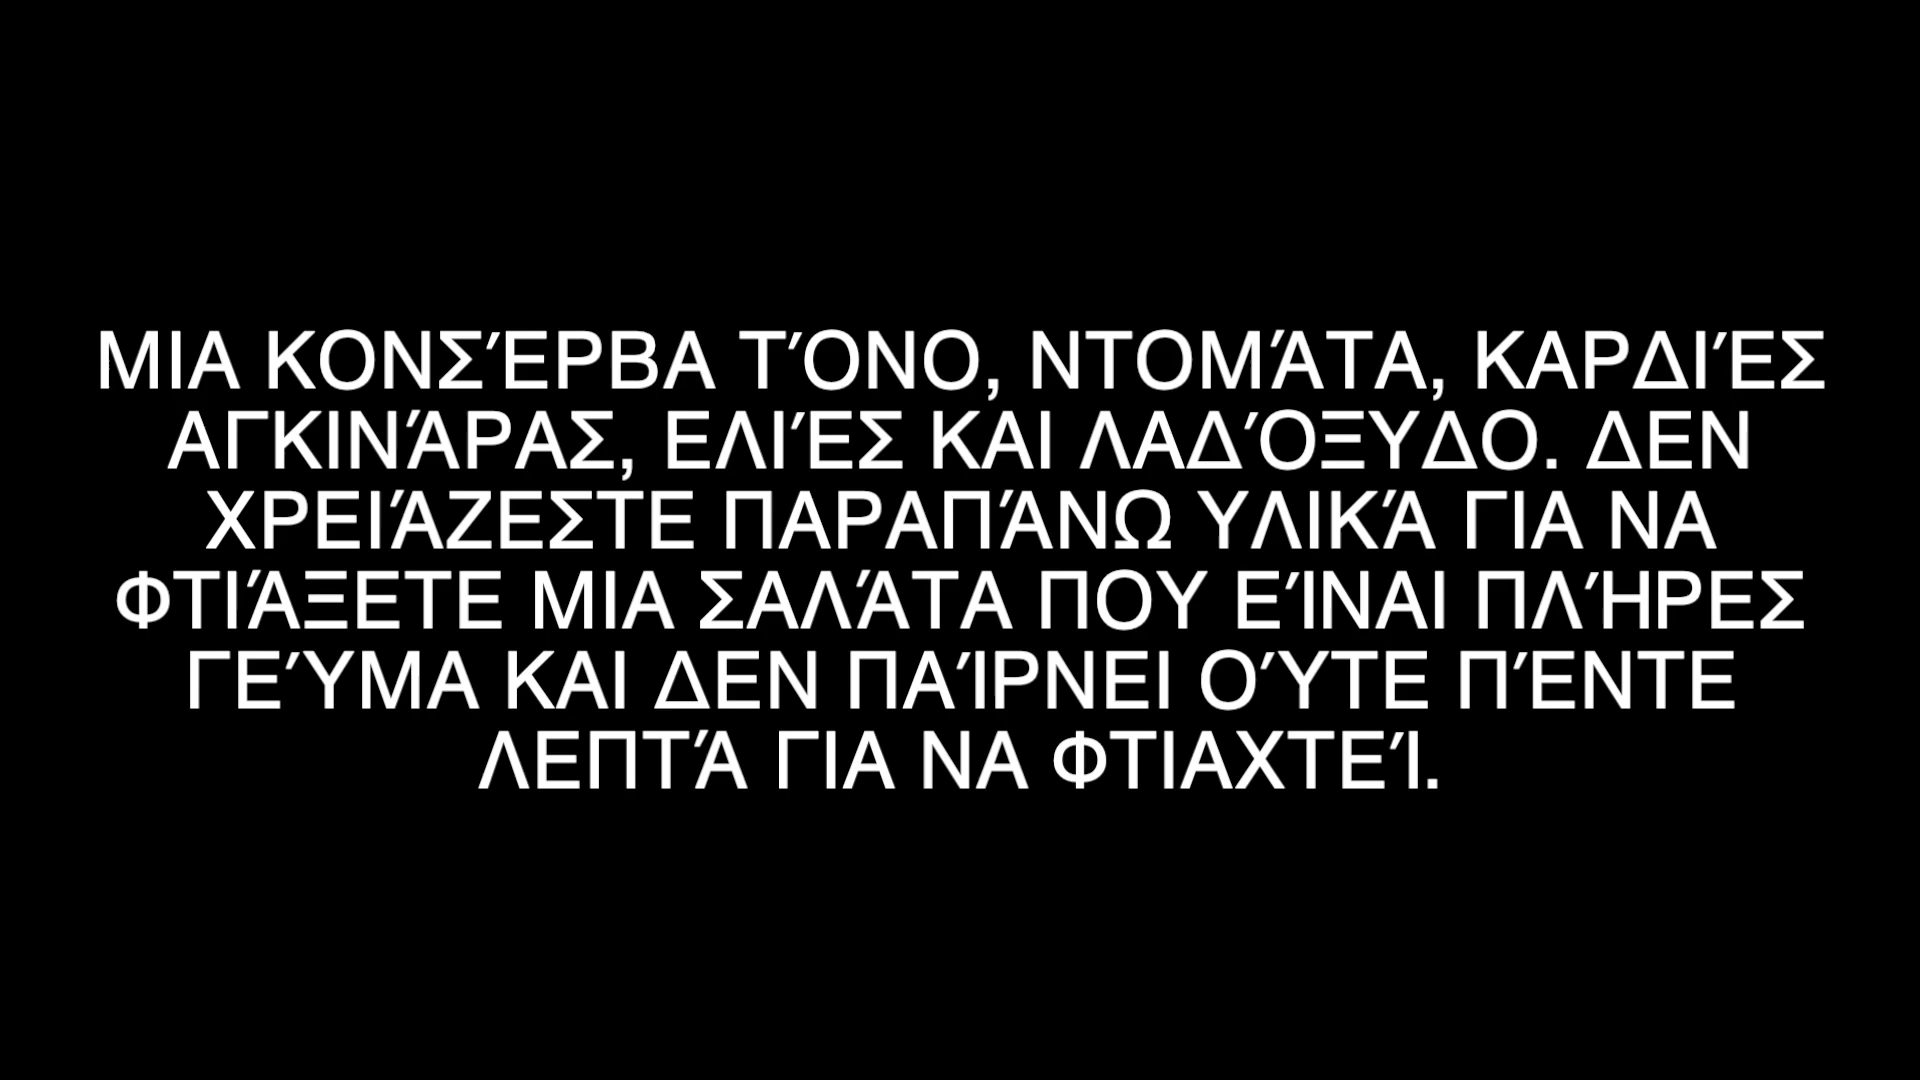 ΜΙΑ ΚΟΝΣΈΡΒΑ ΤΌΝΟ, ΝΤΟΜΆΤΑ, ΚΑΡΔΙΈΣ
ΑΓΚΙΝΆΡΑΣ, ΕΛΙΈΣ ΚΑΙ ΛΑΔΌΞΥΔΟ. ΔΕΝ
ΧΡΕΙΆΖΕΣΤΕ ΠΑΡΑΠΆΝΩ ΥΛΙΚΆ ΓΙΑ ΝΑ
ΦΤΙΆΞΕΤΕ ΜΙΑ ΣΑΛΆΤΑ ΠΟΥ ΕΊΝΑΙ ΠΛΉΡΕΣ
ΓΕΎΜΑ ΚΑΙ ΔΕΝ ΠΑΊΡΝΕΙ ΟΎΤΕ ΠΈΝΤΕ
ΛΕΠΤΆ ΓΙΑ ΝΑ ΦΤΙΑΧΤΕΊ.